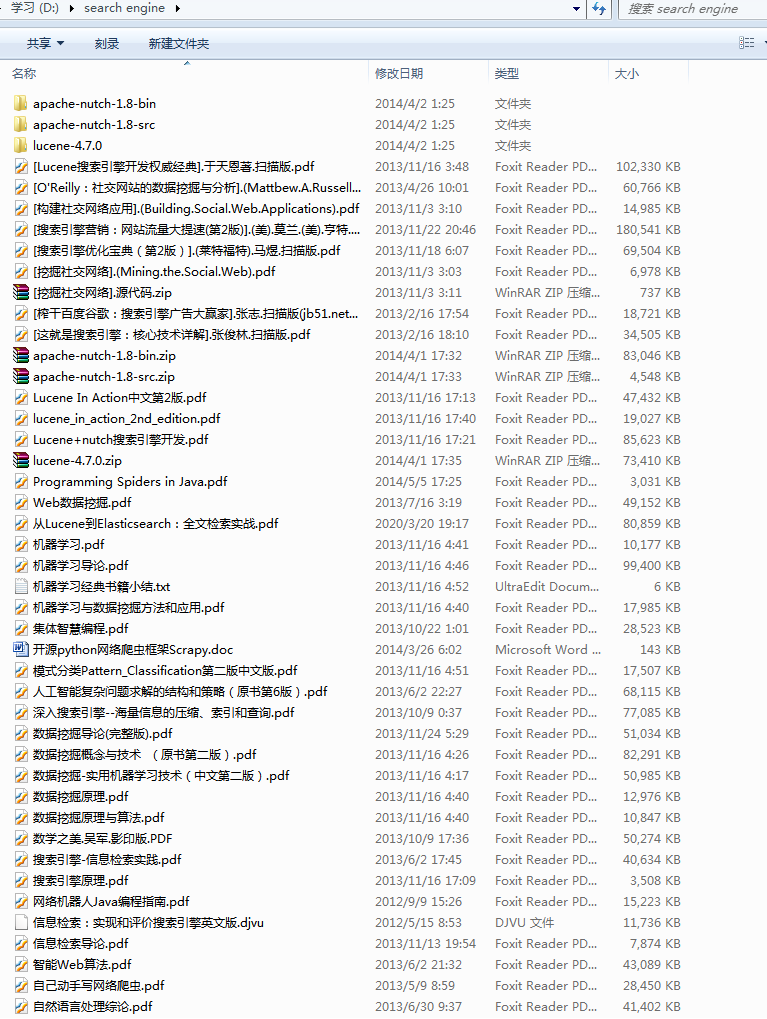 学习 (D:) ▸ search engine ▸ 搜索 search engine
共享 刻录 新建文件夹
名称 修改日期 类型 大小
apache-nutch-1.8-bin 2014/4/2 1:25 文件夹
apache-nutch-1.8-src 2014/4/2 1:25 文件夹
lucene-4.7.0 2014/4/2 1:25 文件夹
[Lucene搜索引擎开发权威经典].于天恩著.扫描版.pdf 2013/11/16 3:48 Foxit Reader PD... 102,330 KB
[O'Reilly：社交网站的数据挖掘与分析].(Mattbew.A.Russell... 2013/4/26 10:01 Foxit Reader PD... 60,766 KB
[构建社交网络应用].(Building.Social.Web.Applications).pdf 2013/11/3 3:10 Foxit Reader PD... 14,985 KB
[搜索引擎营销：网站流量大提速(第2版)].(美).莫兰.(美).亨特.... 2013/11/22 20:46 Foxit Reader PD... 180,541 KB
[搜索引擎优化宝典（第2版）].(莱特福特).马煜.扫描版.pdf 2013/11/18 6:07 Foxit Reader PD... 69,504 KB
[挖掘社交网络].(Mining.the.Social.Web).pdf 2013/11/3 3:03 Foxit Reader PD... 6,978 KB
[挖掘社交网络].源代码.zip 2013/11/3 3:11 WinRAR ZIP 压缩... 737 KB
[榨干百度谷歌：搜索引擎广告大赢家].张志.扫描版(jb51.net... 2013/2/16 17:54 Foxit Reader PD... 18,721 KB
[这就是搜索引擎：核心技术详解].张俊林.扫描版.pdf 2013/2/16 18:10 Foxit Reader PD... 34,505 KB
apache-nutch-1.8-bin.zip 2014/4/1 17:32 WinRAR ZIP 压缩... 83,046 KB
apache-nutch-1.8-src.zip 2014/4/1 17:33 WinRAR ZIP 压缩... 4,548 KB
Lucene In Action中文第2版.pdf 2013/11/16 17:13 Foxit Reader PD... 47,432 KB
lucene_in_action_2nd_edition.pdf 2013/11/16 17:40 Foxit Reader PD... 19,027 KB
Lucene+nutch搜索引擎开发.pdf 2013/11/16 17:21 Foxit Reader PD... 85,623 KB
lucene-4.7.0.zip 2014/4/1 17:35 WinRAR ZIP 压缩... 73,410 KB
Programming Spiders in Java.pdf 2014/5/5 17:25 Foxit Reader PD... 3,031 KB
Web数据挖掘.pdf 2013/7/16 3:19 Foxit Reader PD... 49,152 KB
从Lucene到Elasticsearch：全文检索实战.pdf 2020/3/20 19:17 Foxit Reader PD... 80,859 KB
机器学习.pdf 2013/11/16 4:41 Foxit Reader PD... 10,177 KB
机器学习导论.pdf 2013/11/16 4:46 Foxit Reader PD... 99,400 KB
机器学习经典书籍小结.txt 2013/11/16 4:52 UltraEdit Docum... 6 KB
机器学习与数据挖掘方法和应用.pdf 2013/11/16 4:40 Foxit Reader PD... 17,985 KB
集体智慧编程.pdf 2013/10/22 1:01 Foxit Reader PD... 28,523 KB
开源python网络爬虫框架Scrapy.doc 2014/3/26 6:02 Microsoft Word ... 143 KB
模式分类Pattern_Classification第二版中文版.pdf 2013/11/16 4:51 Foxit Reader PD... 17,507 KB
人工智能复杂问题求解的结构和策略（原书第6版）.pdf 2013/6/2 22:27 Foxit Reader PD... 68,115 KB
深入搜索引擎--海量信息的压缩、索引和查询.pdf 2013/10/9 0:37 Foxit Reader PD... 77,085 KB
数据挖掘导论(完整版).pdf 2013/11/24 5:29 Foxit Reader PD... 51,034 KB
数据挖掘概念与技术 （原书第二版）.pdf 2013/11/16 4:26 Foxit Reader PD... 82,291 KB
数据挖掘-实用机器学习技术（中文第二版）.pdf 2013/11/16 4:17 Foxit Reader PD... 50,985 KB
数据挖掘原理.pdf 2013/11/16 4:40 Foxit Reader PD... 12,976 KB
数据挖掘原理与算法.pdf 2013/11/16 4:40 Foxit Reader PD... 10,847 KB
数学之美.吴军.影印版.PDF 2013/10/9 17:36 Foxit Reader PD... 50,274 KB
搜索引擎-信息检索实践.pdf 2013/6/2 17:45 Foxit Reader PD... 40,634 KB
搜索引擎原理.pdf 2013/11/16 17:09 Foxit Reader PD... 3,508 KB
网络机器人Java编程指南.pdf 2012/9/9 15:26 Foxit Reader PD... 15,223 KB
信息检索：实现和评价搜索引擎英文版.djvu 2012/5/15 8:53 DJVU 文件 11,736 KB
信息检索导论.pdf 2013/11/13 19:54 Foxit Reader PD... 7,874 KB
智能Web算法.pdf 2013/6/2 21:32 Foxit Reader PD... 43,089 KB
自己动手写网络爬虫.pdf 2013/5/9 8:59 Foxit Reader PD... 28,450 KB
自然语言处理综论.pdf 2013/6/30 9:37 Foxit Reader PD... 41,402 KB